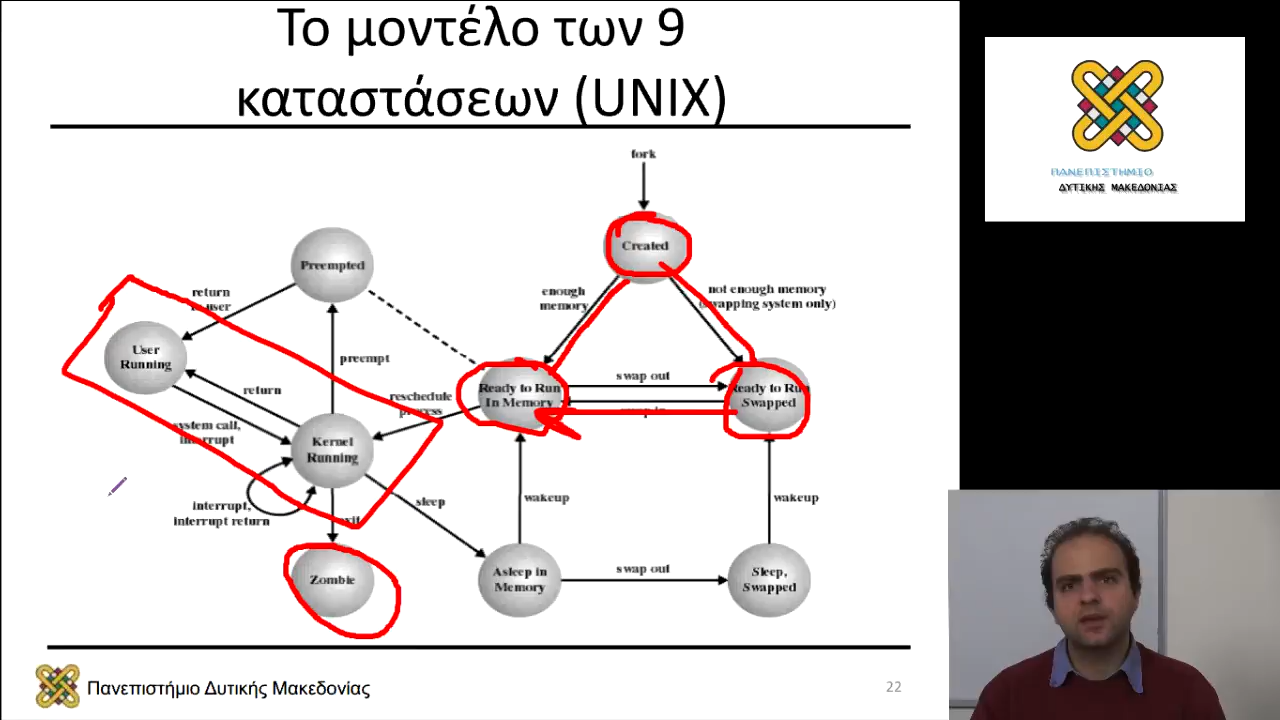 Το μοντέλο των 9
καταστάσεων (UNIX)
ΠΑΝΕΠΙΣΤΗΜΙΟ
ΔΥΤΙΚΗΣ ΜΑΚΕΔΟΝΙΑΣ
fork
Created
Preempted
enough
memory
not enough memory
(swapping system only)
return
user
User
Running
preempt
return
reschedule
process
Ready to Run
In Memory
swap out
swap in
Ready to Run
Swapped
system call,
interrupt
Kernel
Running
interrupt,
interrupt return
sleep
exit
wakeup
wakeup
Zombie
Asleep in
Memory
swap out
Sleep,
Swapped
Πανεπιστήμιο Δυτικής Μακεδονίας
22